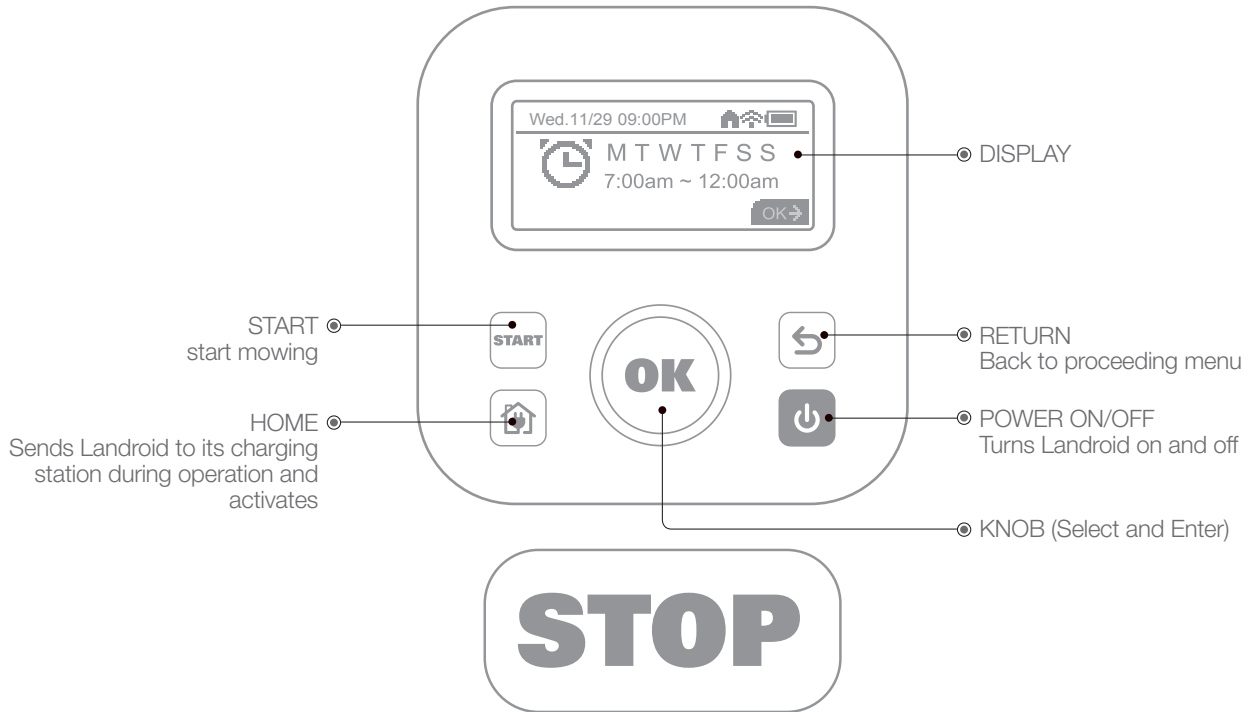 Wed.11/29 09:00PM
M T W T F S S
7:00am ~ 12:00am
OK
DISPLAY
START
start mowing
START
OK
RETURN
Back to proceeding menu
HOME
Sends Landroid to its charging
station during operation and
activates
POWER ON/OFF
Turns Landroid on and off
KNOB (Select and Enter)
STOP